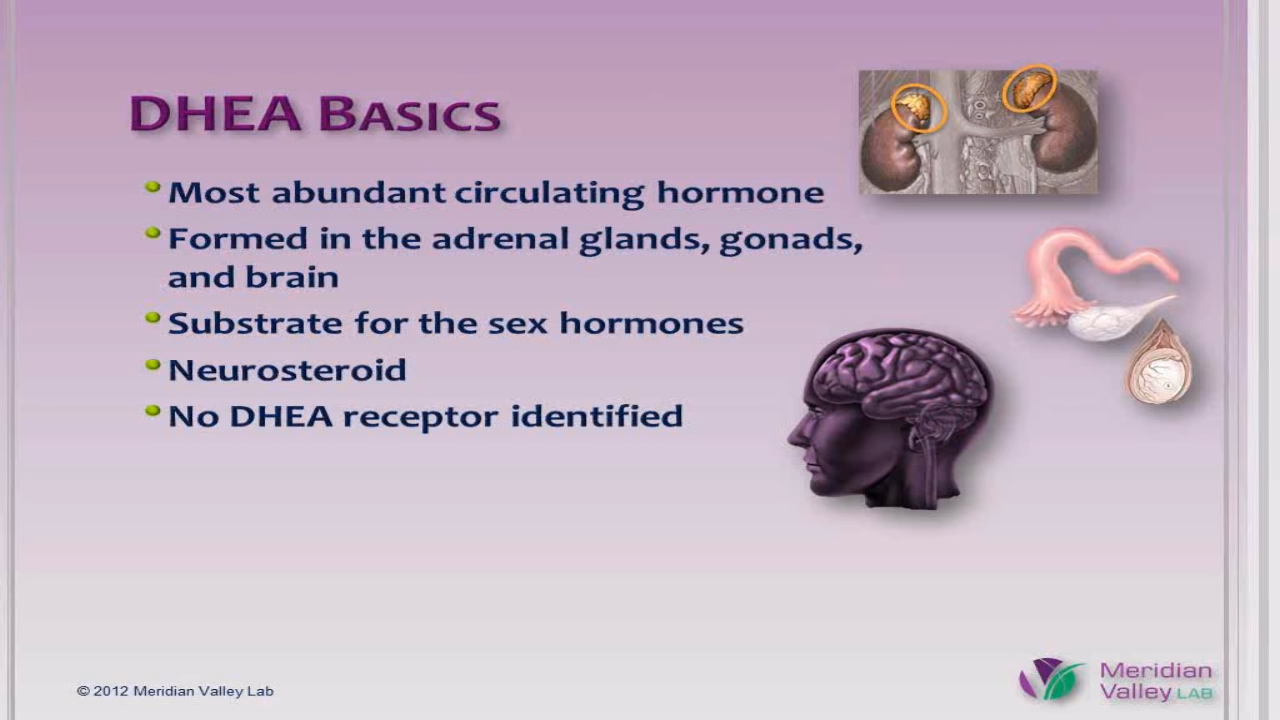 DHEA BASICS
Most abundant circulating hormone
Formed in the adrenal glands, gonads,
and brain
Substrate for the sex hormones
Neurosteroid
No DHEA receptor identified
© 2012 Meridian Valley Lab
Meridian
Valley LAB